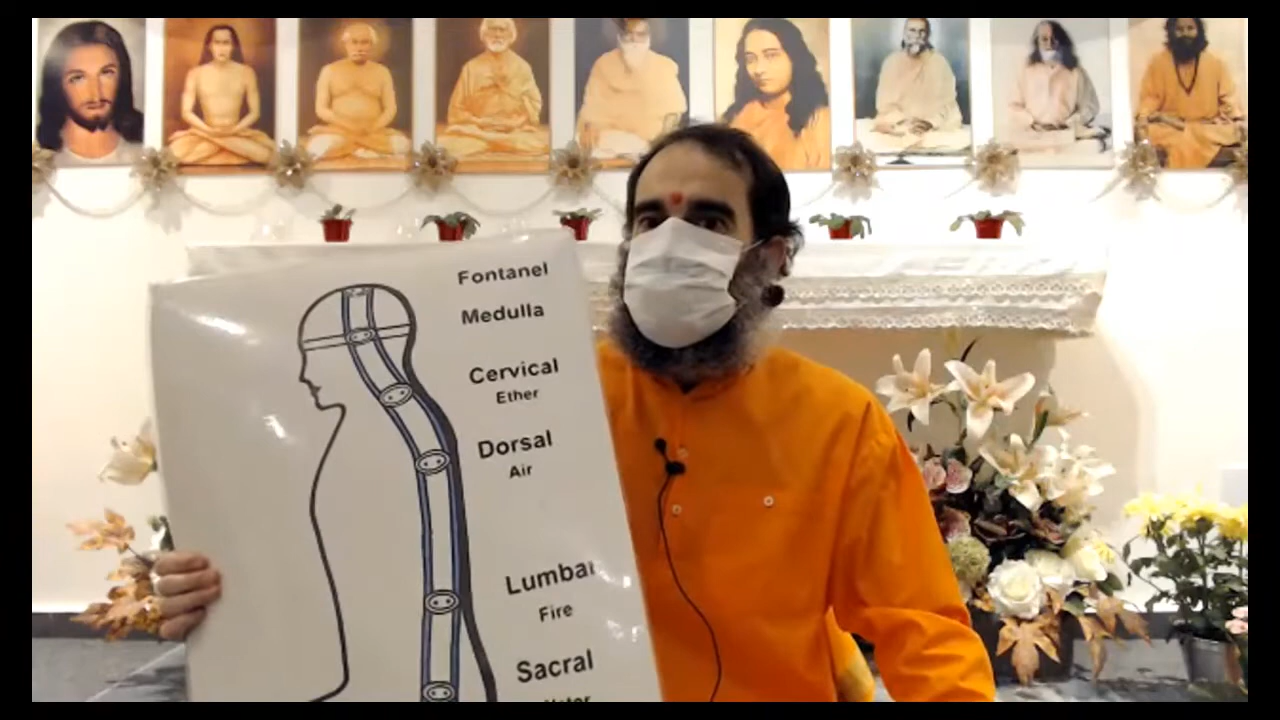 Fontanel
Medulla
Cervical
Ether
Dorsal
Air
Lumbar
Fire
Sacral